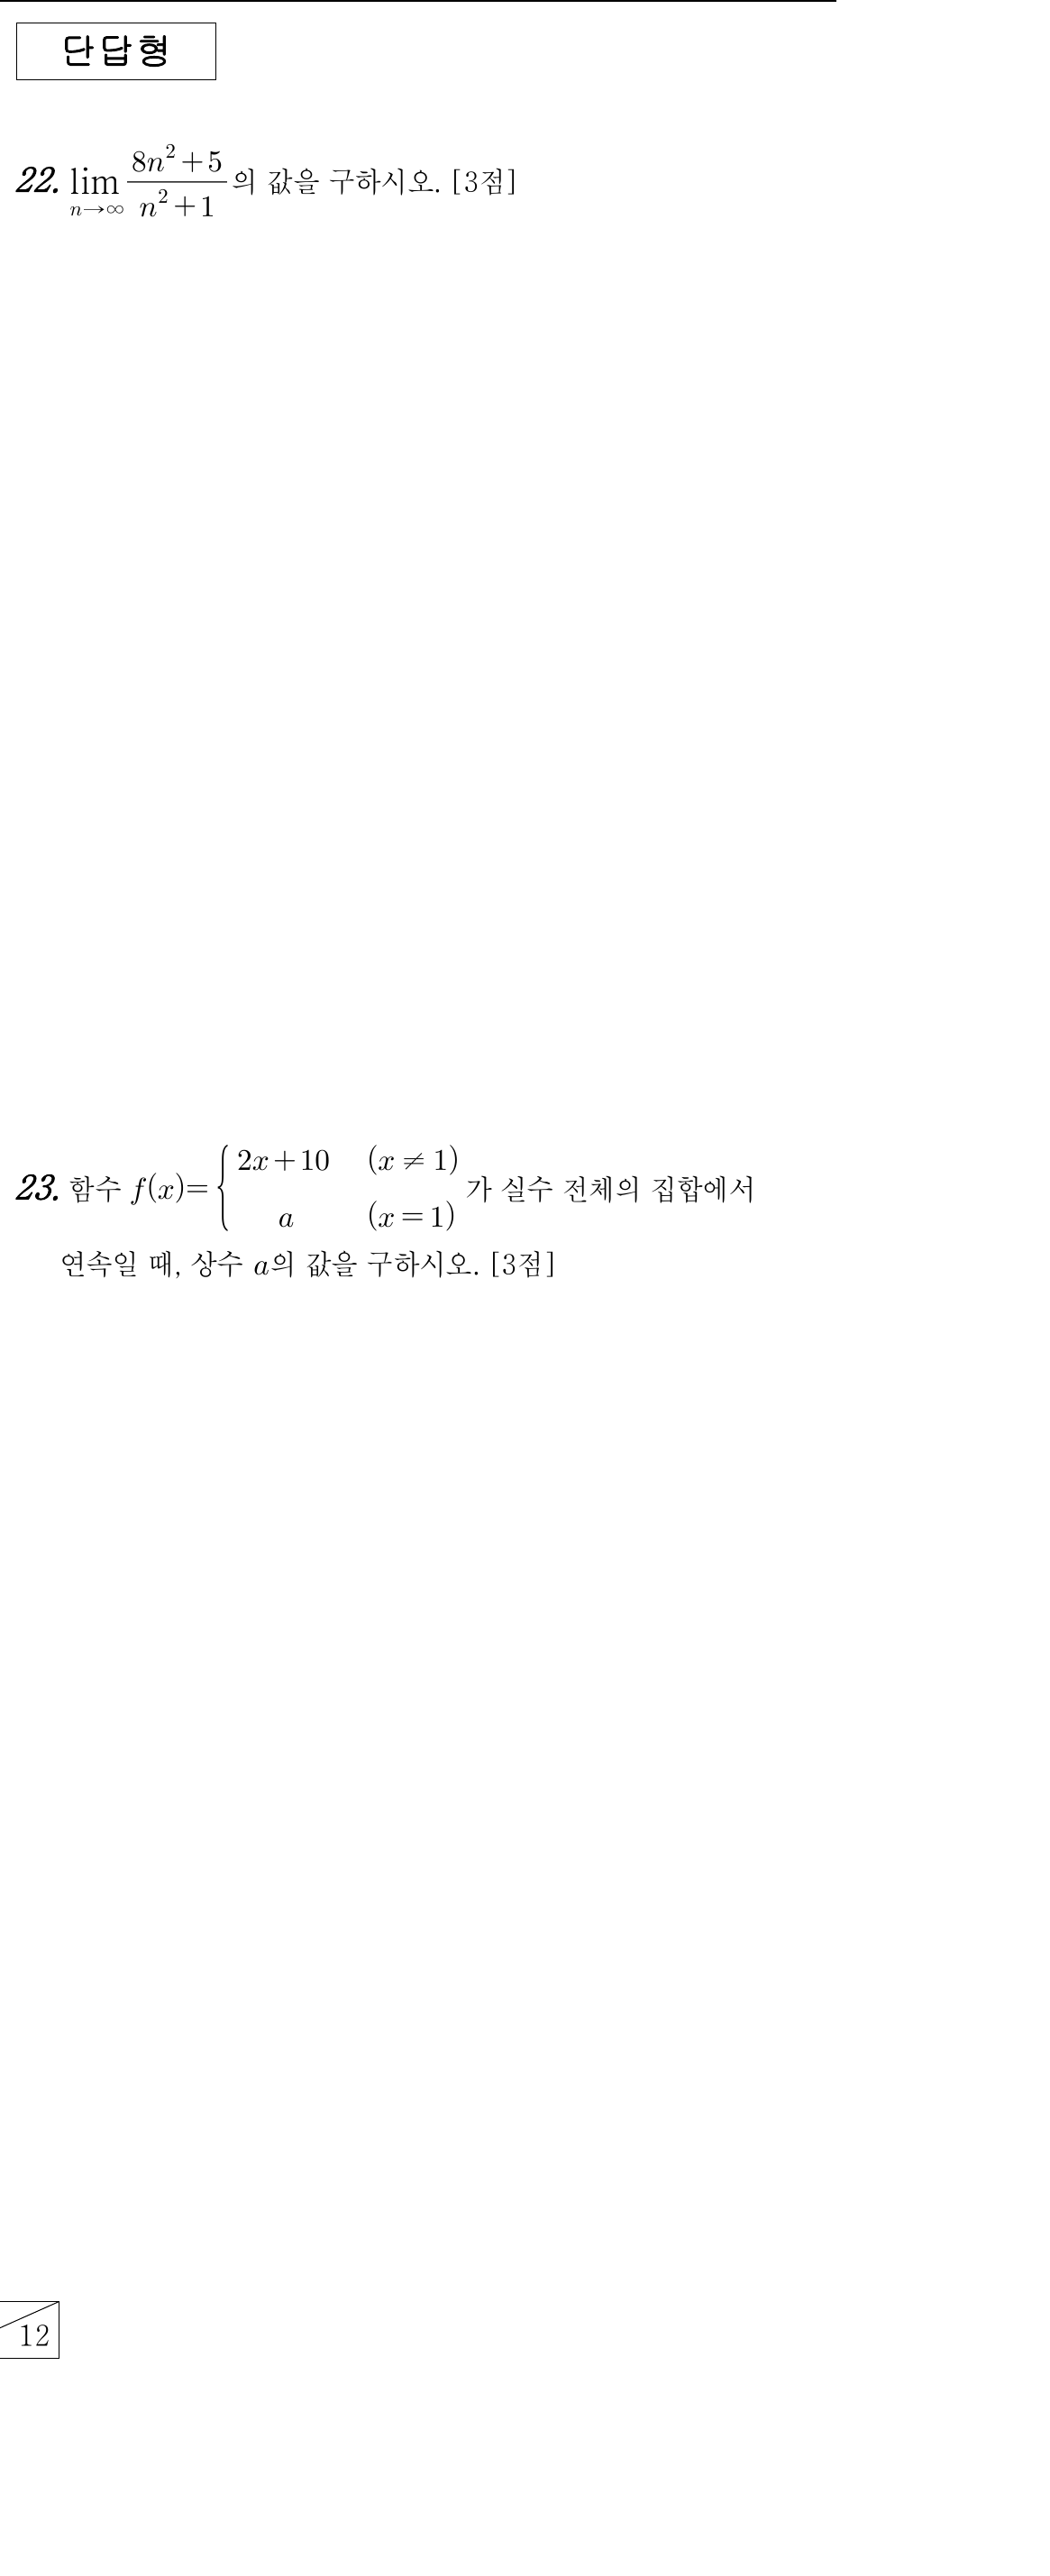 단답형
22. lim_{n→∞} (8n²+5)/(n²+1) 의 값을 구하시오. [3점]
23. 함수 f(x)= { 2x+10 (x ≠ 1)
a (x = 1) 가 실수 전체의 집합에서
연속일 때, 상수 a의 값을 구하시오. [3점]
12